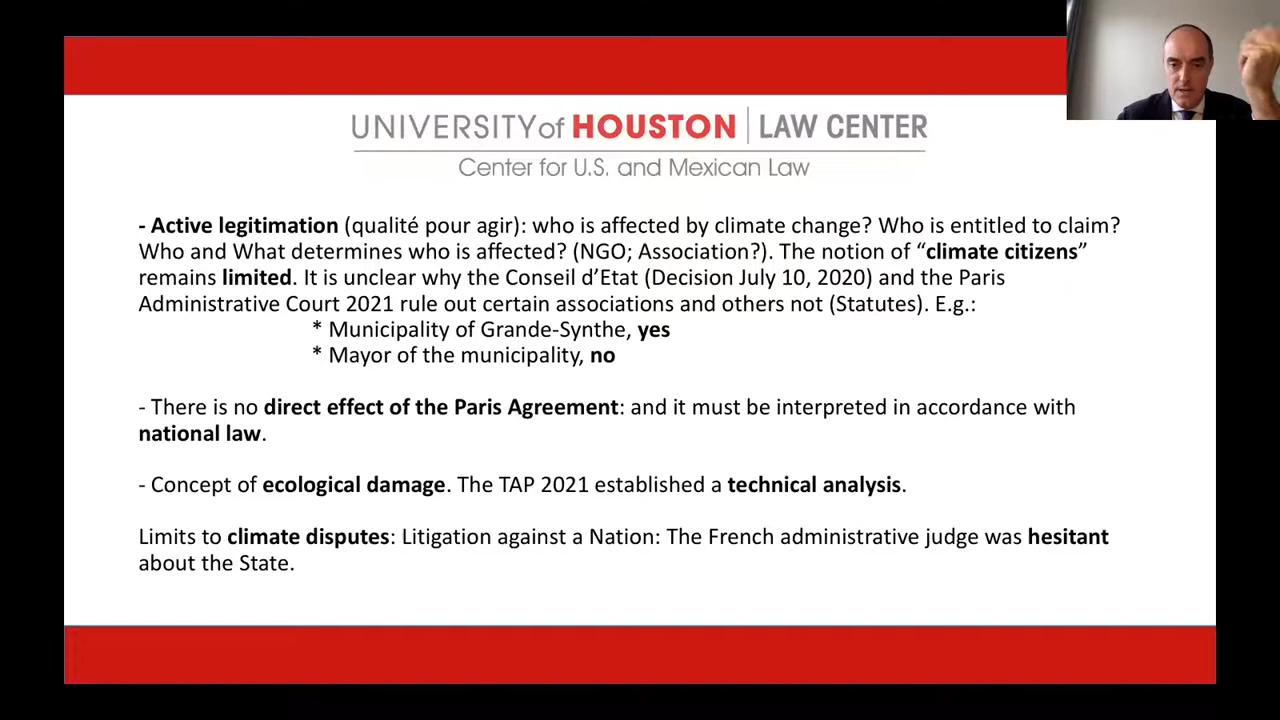 UNIVERSITY of HOUSTON | LAW CENTER
Center for U.S. and Mexican Law
- Active legitimation (qualité pour agir): who is affected by climate change? Who is entitled to claim?
Who and What determines who is affected? (NGO; Association?). The notion of “climate citizens”
remains limited. It is unclear why the Conseil d’Etat (Decision July 10, 2020) and the Paris
Administrative Court 2021 rule out certain associations and others not (Statutes). E.g.:
* Municipality of Grande-Synthe, yes
* Mayor of the municipality, no
- There is no direct effect of the Paris Agreement: and it must be interpreted in accordance with
national law.
- Concept of ecological damage. The TAP 2021 established a technical analysis.
Limits to climate disputes: Litigation against a Nation: The French administrative judge was hesitant
about the State.